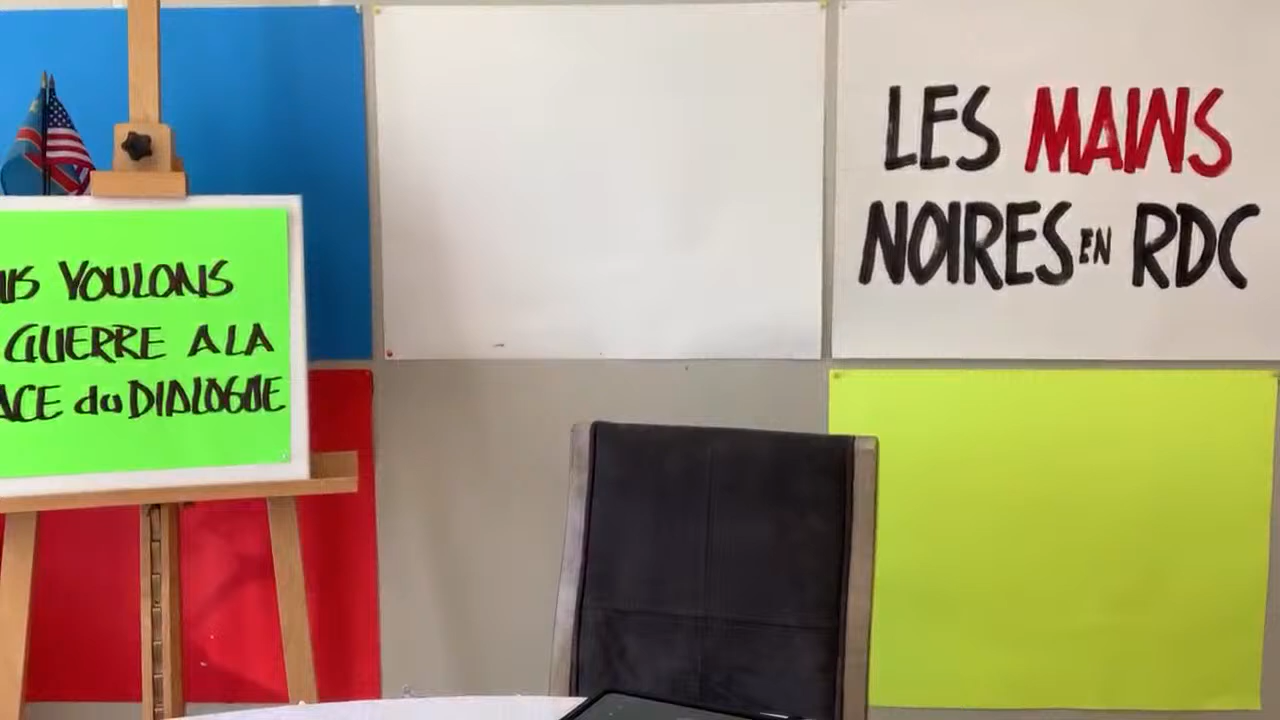 LES MAINS
NOIRES EN RDC
VOULONS
GUERRE A LA
du DIALOGUE